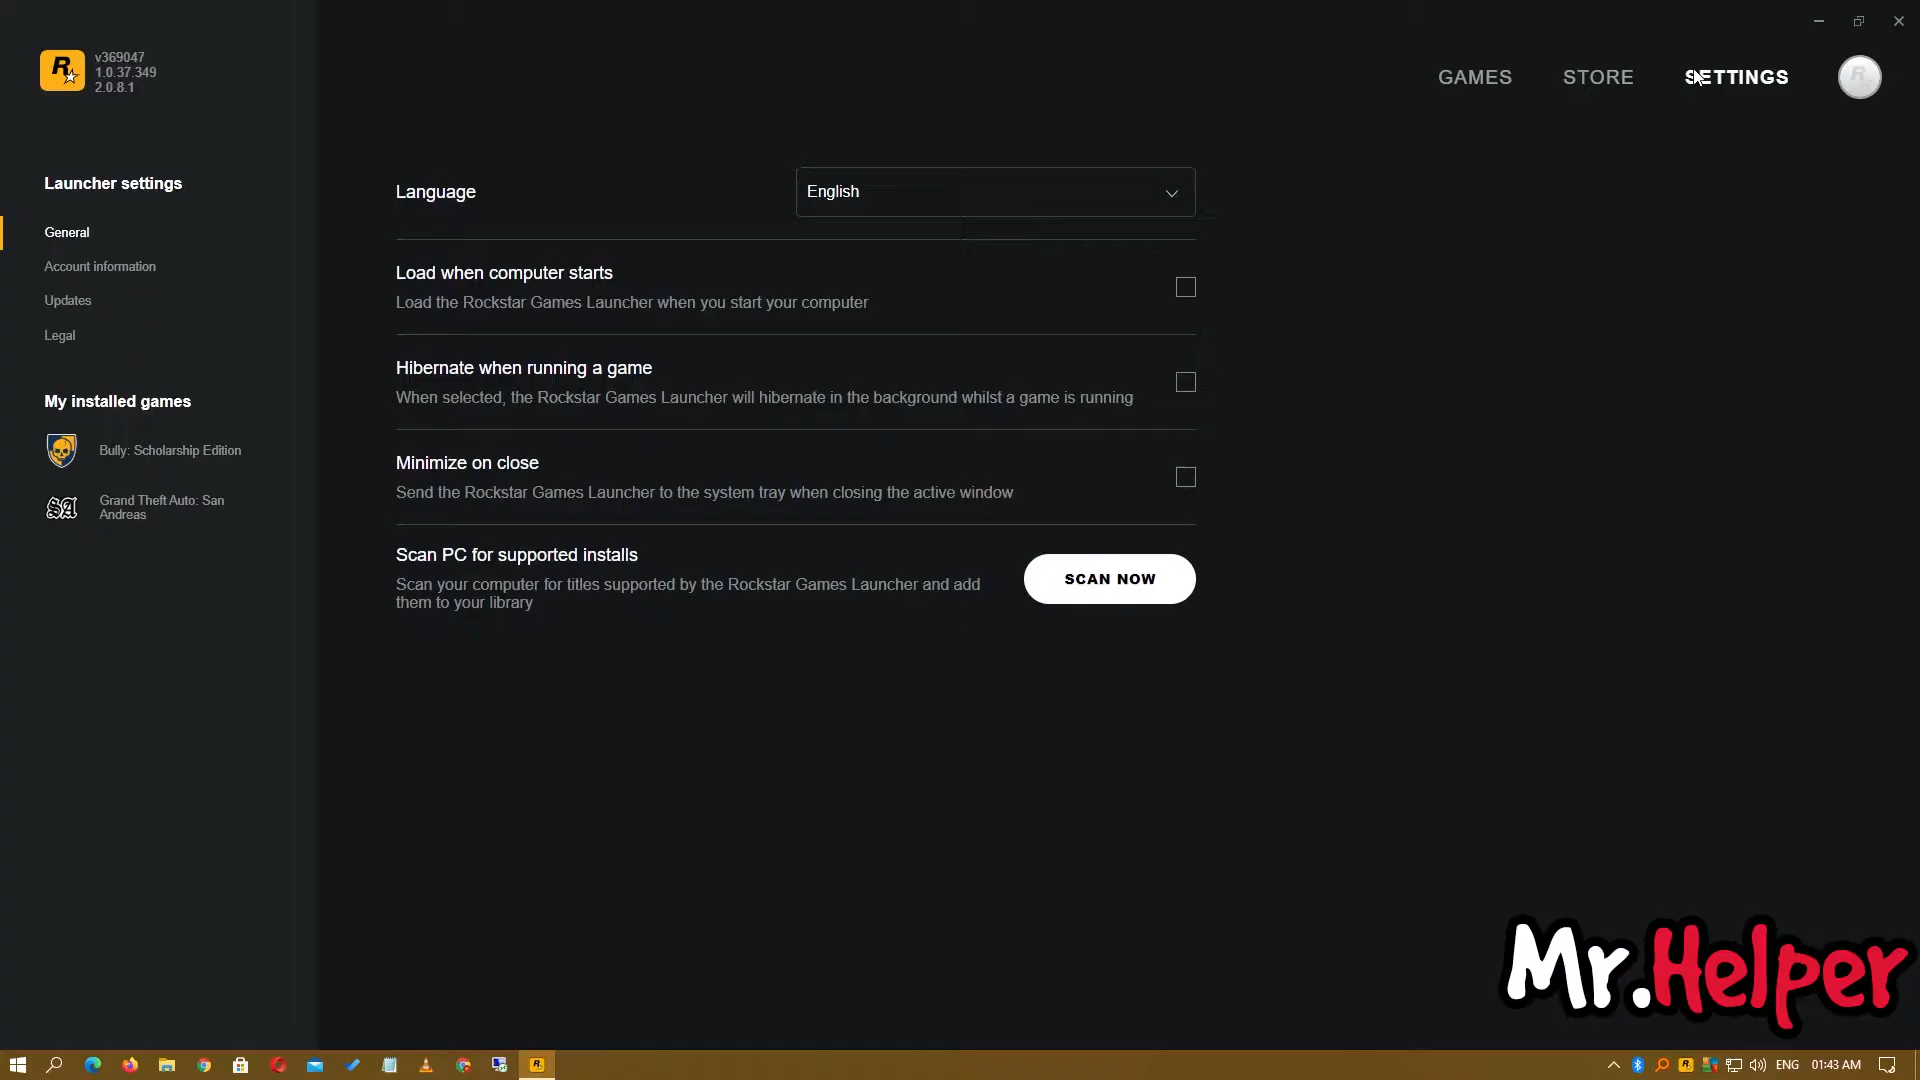 v369047
1.0.37.349
2.0.8.1
GAMES
STORE
SETTINGS
Launcher settings
General
Account information
Updates
Legal
My installed games
Bully: Scholarship Edition
Grand Theft Auto: San
Andreas
Language
English
Load when computer starts
Load the Rockstar Games Launcher when you start your computer
Hibernate when running a game
When selected, the Rockstar Games Launcher will hibernate in the background whilst a game is running
Minimize on close
Send the Rockstar Games Launcher to the system tray when closing the active window
Scan PC for supported installs
Scan your computer for titles supported by the Rockstar Games Launcher and add
them to your library
SCAN NOW
Mr.Helper
ENG
01:43 AM